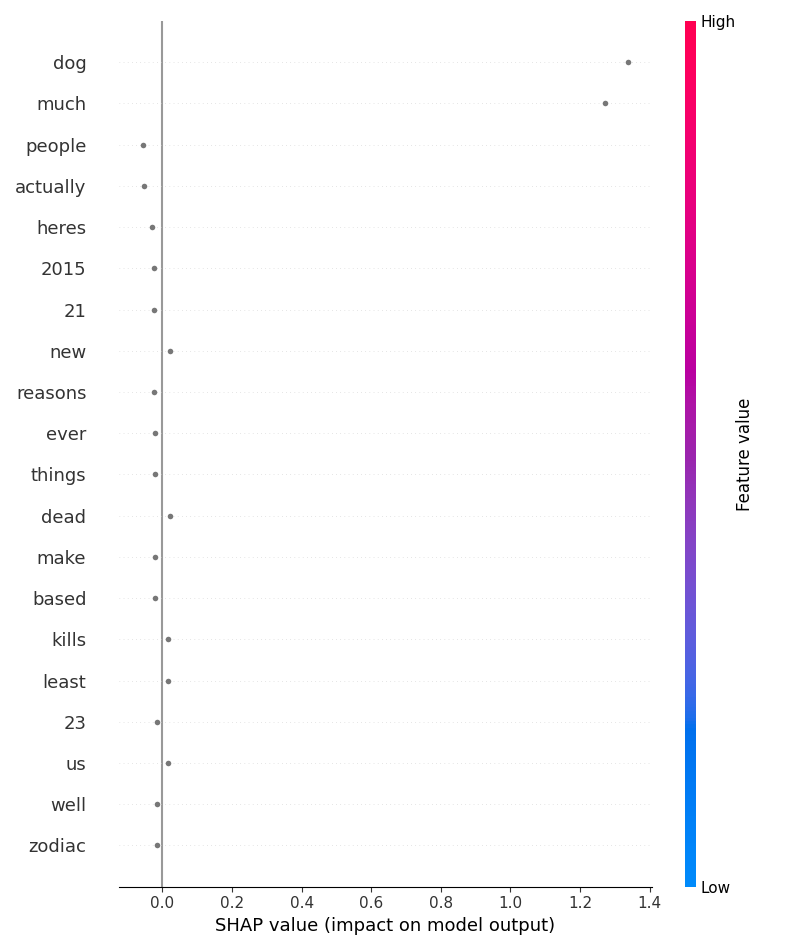 High
dog
much
people
actually
heres
2015
21
new
reasons
ever
things
dead
make
based
kills
least
23
us
well
zodiac
Feature value
Low
0.0 0.2 0.4 0.6 0.8 1.0 1.2 1.4
SHAP value (impact on model output)